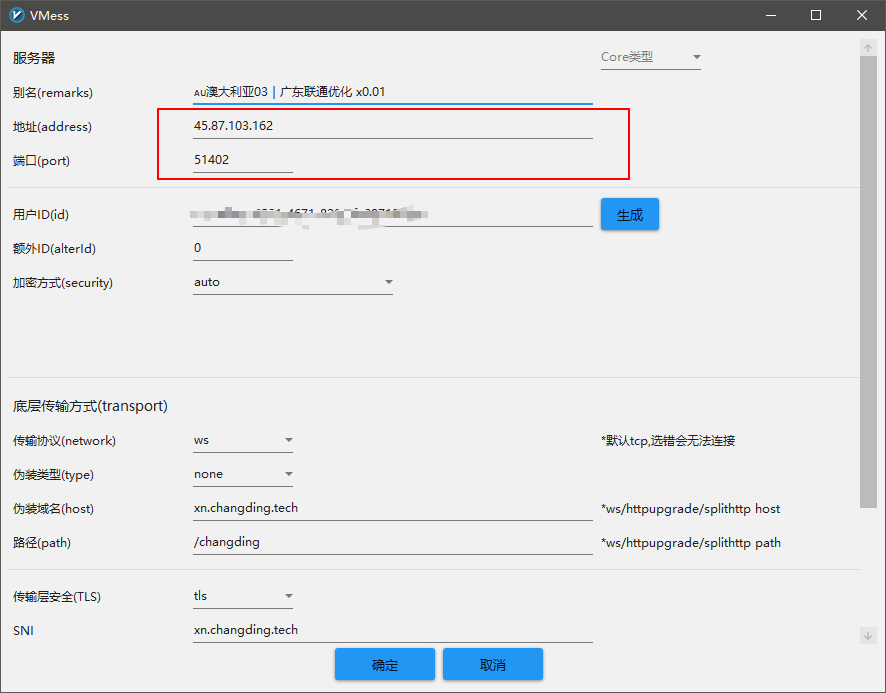 VMess
服务器 Core类型
别名(remarks) AU澳大利亚03 | 广东联通优化 x0.01
地址(address) 45.87.103.162
端口(port) 51402
用户ID(id) 生成
额外ID(alterId) 0
加密方式(security) auto
底层传输方式(transport)
传输协议(network) ws *默认tcp,选错会无法连接
伪装类型(type) none
伪装域名(host) xn.changding.tech *ws/httpupgrade/splithttp host
路径(path) /changding *ws/httpupgrade/splithttp path
传输层安全(TLS) tls
SNI xn.changding.tech
确定 取消